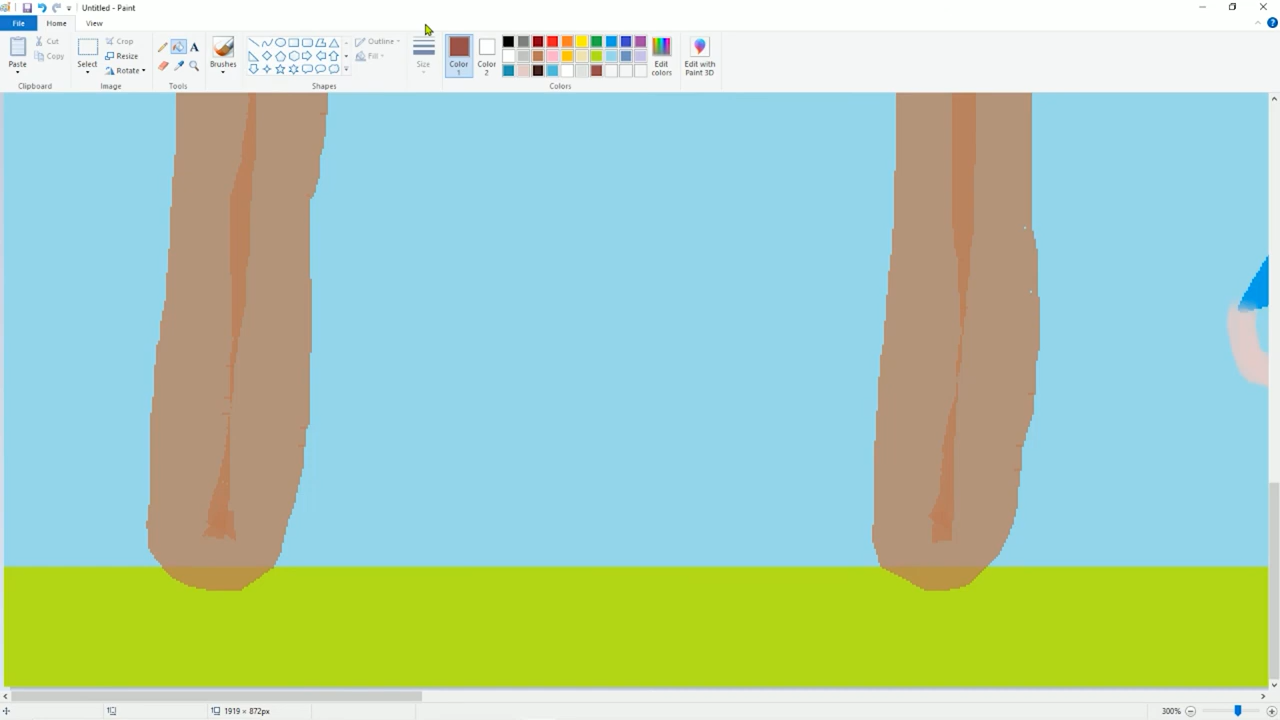 Untitled - Paint
File Home View
Paste
Cut
Copy
Clipboard
Select
Crop
Resize
Rotate
Image
A
Tools
Brushes
Outline
Fill
Shapes
Size
Color 1
Color 2
Colors
Edit colors
Edit with Paint 3D
1919 × 872px
300%